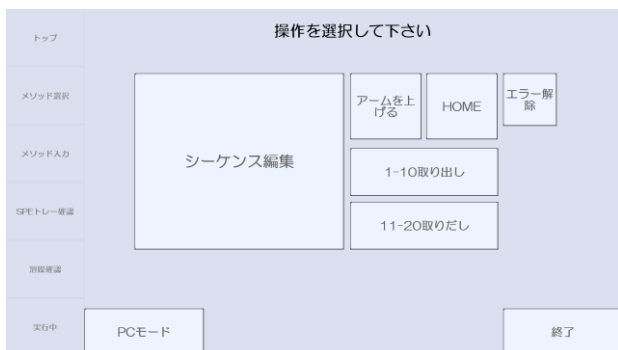 操作を選択して下さい
トップ
メソッド選択
メソッド入力
SPEトレー確認
溶媒確認
実行中
シーケンス編集
アームを上
げる
HOME
エラー解
除
1-10取り出し
11-20取りだし
PCモード
終了